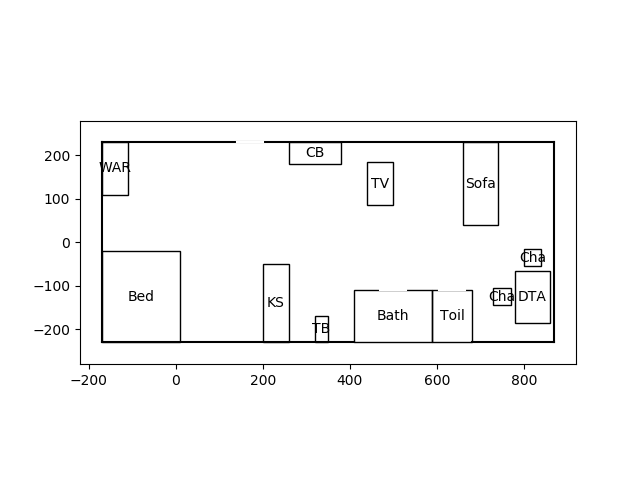 200
100
0
−100
−200
−200
0
200
400
600
800
WAR
CB
TV
Sofa
Cha
Bed
KS
TB
Bath
Toil
Cha
DTA